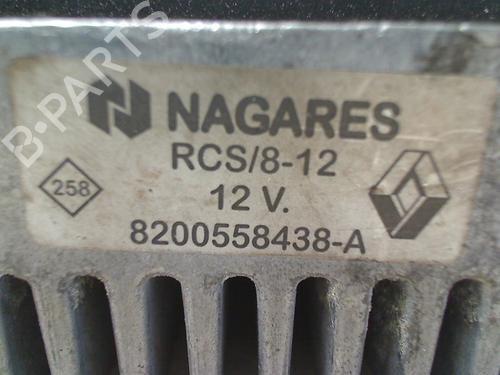 NAGARES
RCS/8-12
258
12 V.
8200558438-A
B-PARTS